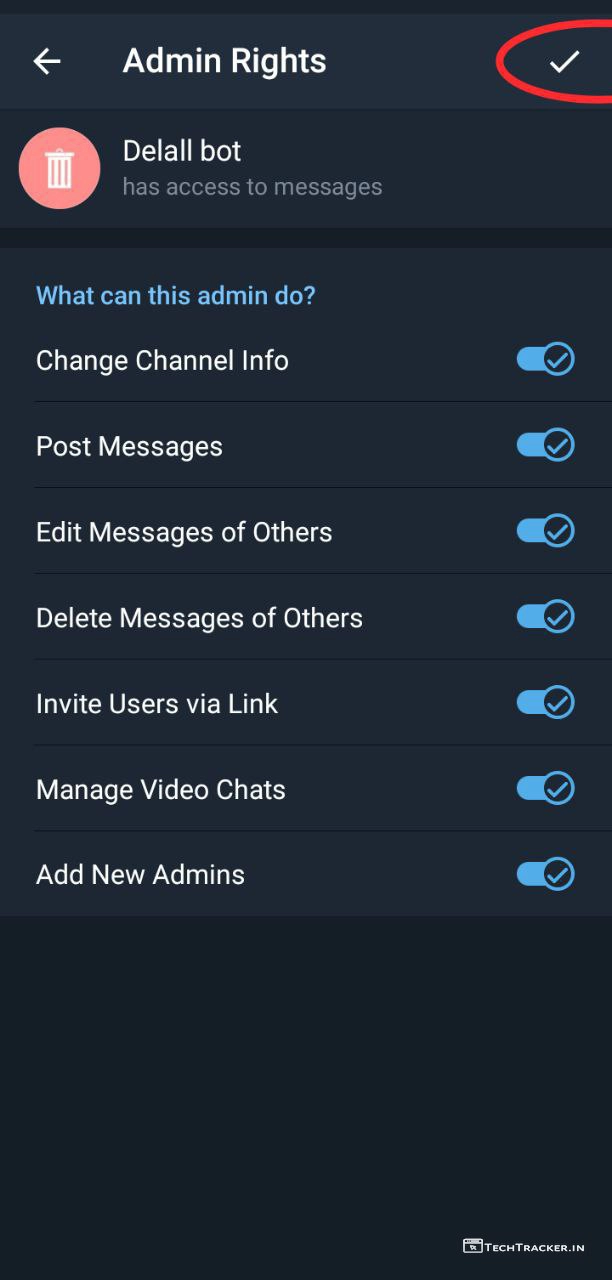 Admin Rights
Delall bot
has access to messages
What can this admin do?
Change Channel Info
Post Messages
Edit Messages of Others
Delete Messages of Others
Invite Users via Link
Manage Video Chats
Add New Admins
TECHTRACKER.IN